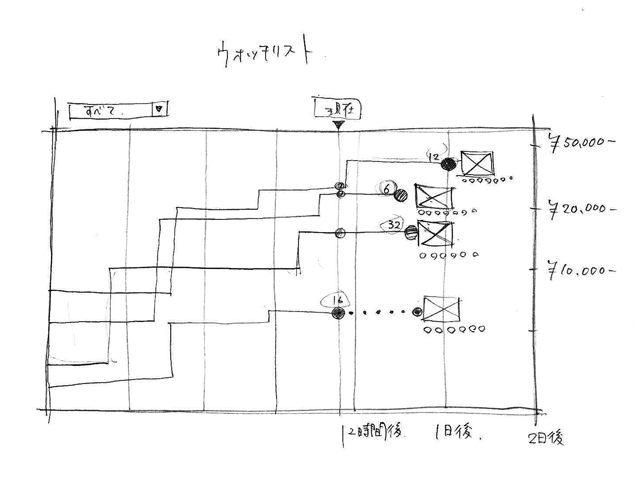 ウォッチリスト
すべて ▼
現在
¥50,000-
12
6
¥20,000-
32
¥10,000-
16
12時間後
1日後.
2日後